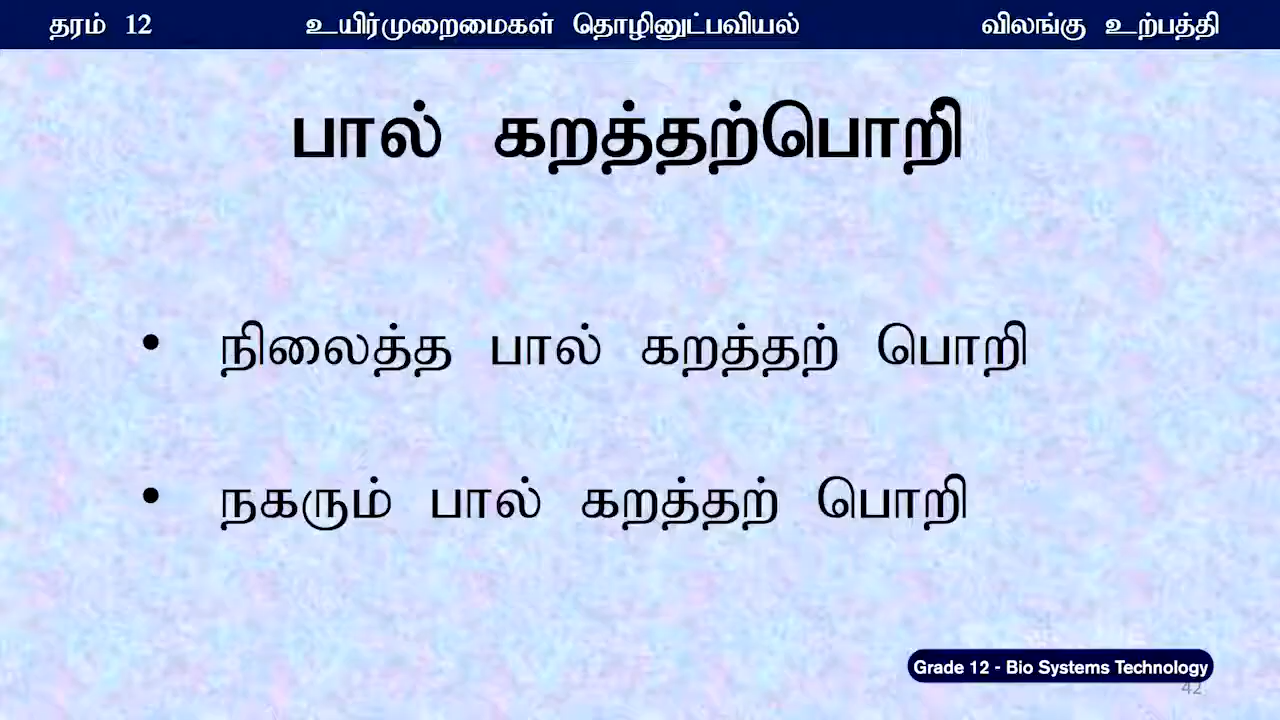 தரம் 12 உயிர்முறைமைகள் தொழினுட்பவியல் விலங்கு உற்பத்தி
பால் கறத்தற்பொறி
• நிலைத்த பால் கறத்தற் பொறி
• நகரும் பால் கறத்தற் பொறி
Grade 12 - Bio Systems Technology
42